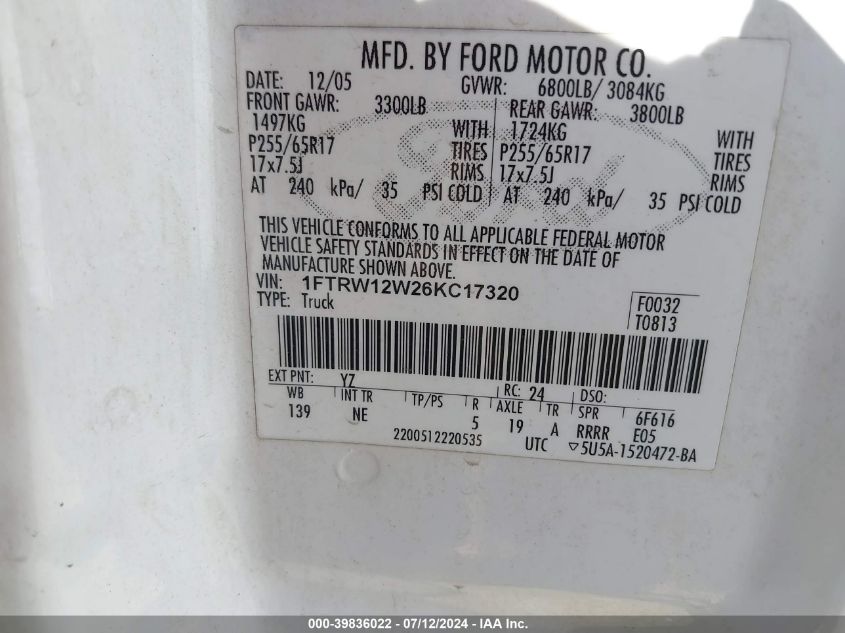 MFD. BY FORD MOTOR CO.
DATE: 12/05 GVWR: 6800LB/ 3084KG
FRONT GAWR: 3300LB REAR GAWR: 3800LB
1497KG WITH 1724KG WITH
P255/65R17 TIRES P255/65R17 TIRES
17x7.5J RIMS 17x7.5J RIMS
AT 240 kPa/ 35 PSI COLD AT 240 kPa/ 35 PSI COLD
THIS VEHICLE CONFORMS TO ALL APPLICABLE FEDERAL MOTOR
VEHICLE SAFETY STANDARDS IN EFFECT ON THE DATE OF
MANUFACTURE SHOWN ABOVE.
VIN: 1FTRW12W26KC17320
TYPE: Truck
F0032
T0813
EXT PNT: YZ RC: 24 DSO:
WB INT TR TP/PS R AXLE TR SPR 6F616
139 NE 5 19 A RRRR E05
2200512220535 UTC ▽5U5A-1520472-BA
Ford
000-39836022 - 07/12/2024 - IAA Inc.